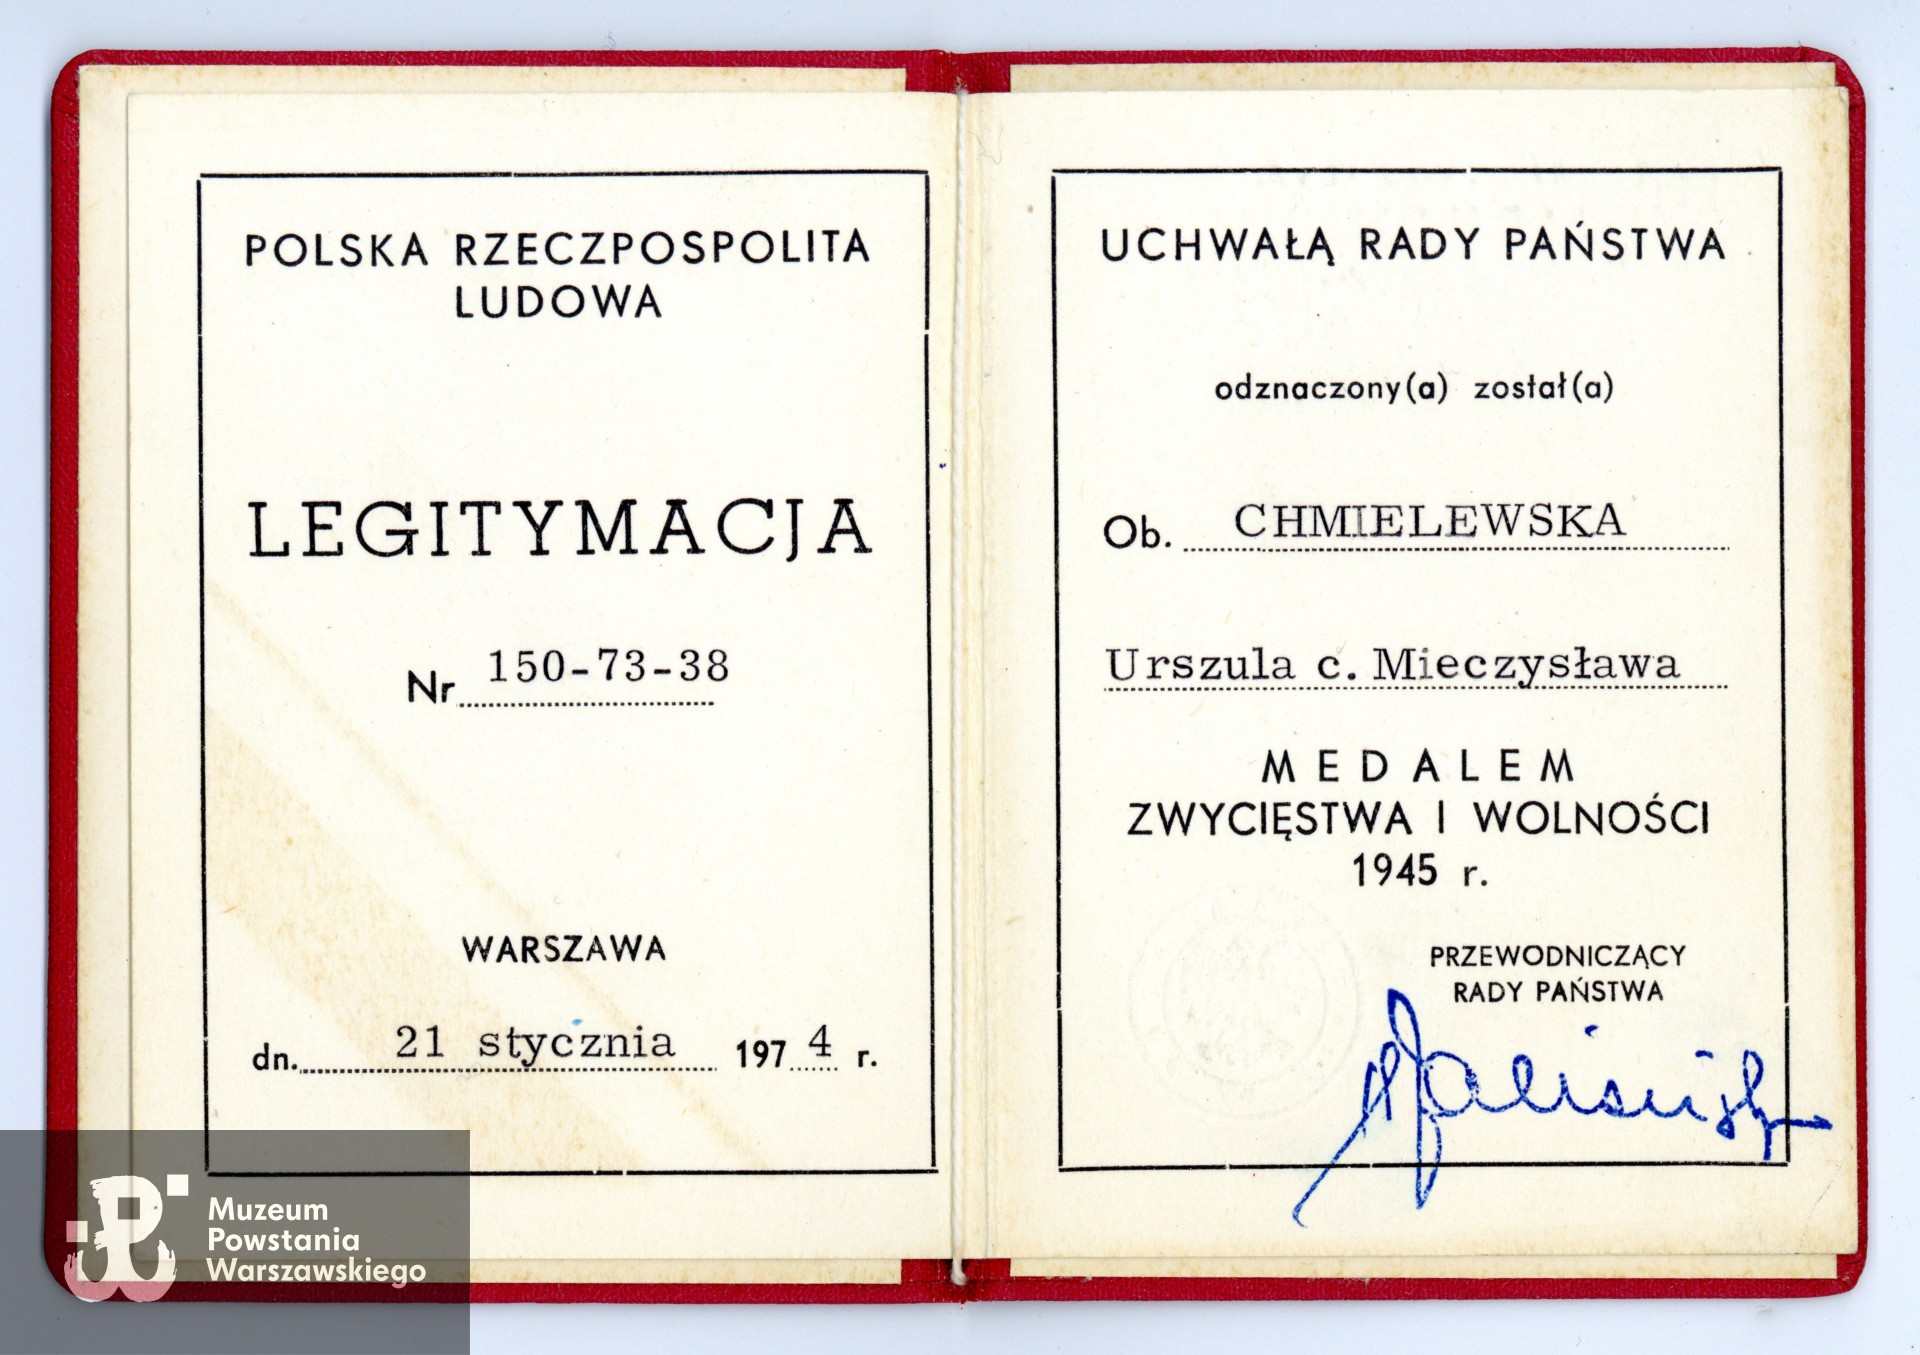 POLSKA RZECZPOSPOLITA
LUDOWA
LEGITYMACJA
Nr 150-73-38
WARSZAWA
dn. 21 stycznia 1974 r.
UCHWAŁĄ RADY PAŃSTWA
odznaczony(a) został(a)
Ob. CHMIELEWSKA
Urszula c. Mieczysława
MEDALEM
ZWYCIĘSTWA I WOLNOŚCI
1945 r.
PRZEWODNICZĄCY
RADY PAŃSTWA
Muzeum
Powstania
Warszawskiego